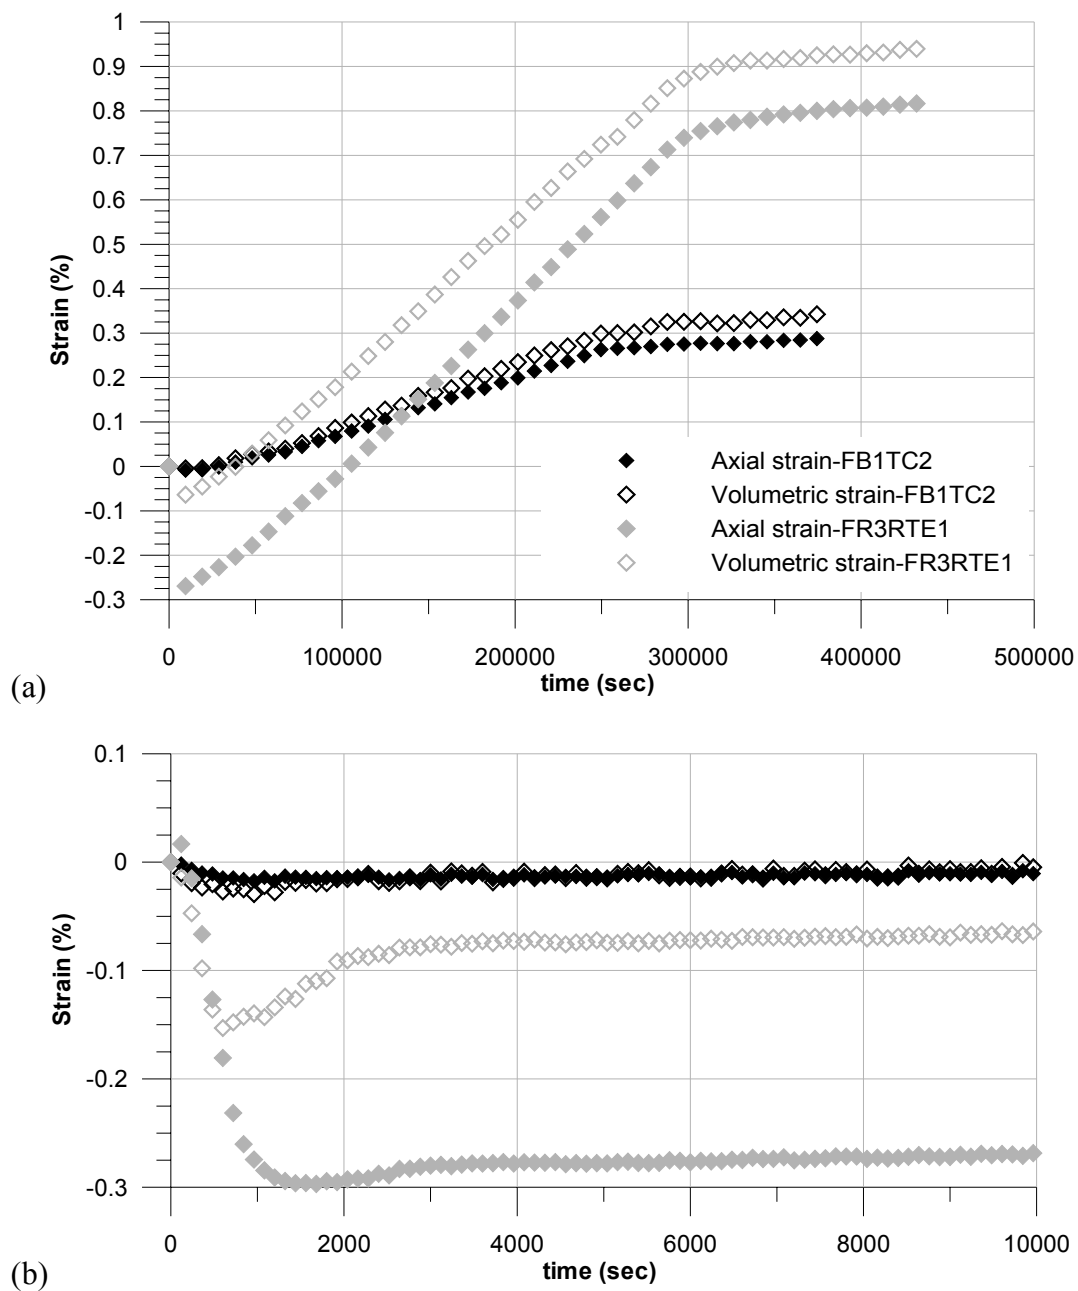 1
0.9
0.8
0.7
0.6
0.5
0.4
0.3
0.2
0.1
0
-0.1
-0.2
-0.3
Strain (%)
Axial strain-FB1TC2
Volumetric strain-FB1TC2
Axial strain-FR3RTE1
Volumetric strain-FR3RTE1
0 100000 200000 300000 400000 500000
time (sec)
(a)
0.1
0
-0.1
-0.2
-0.3
Strain (%)
0 2000 4000 6000 8000 10000
time (sec)
(b)